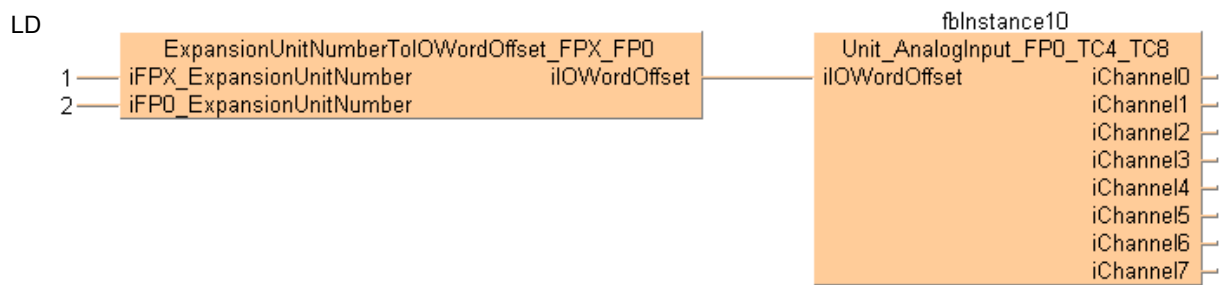 LD
fbInstance10
ExpansionUnitNumberToIOWordOffset_FPX_FP0
Unit_AnalogInput_FP0_TC4_TC8
1 iFPX_ExpansionUnitNumber iIOWordOffset
iIOWordOffset iChannel0
2 iFP0_ExpansionUnitNumber
iChannel1
iChannel2
iChannel3
iChannel4
iChannel5
iChannel6
iChannel7